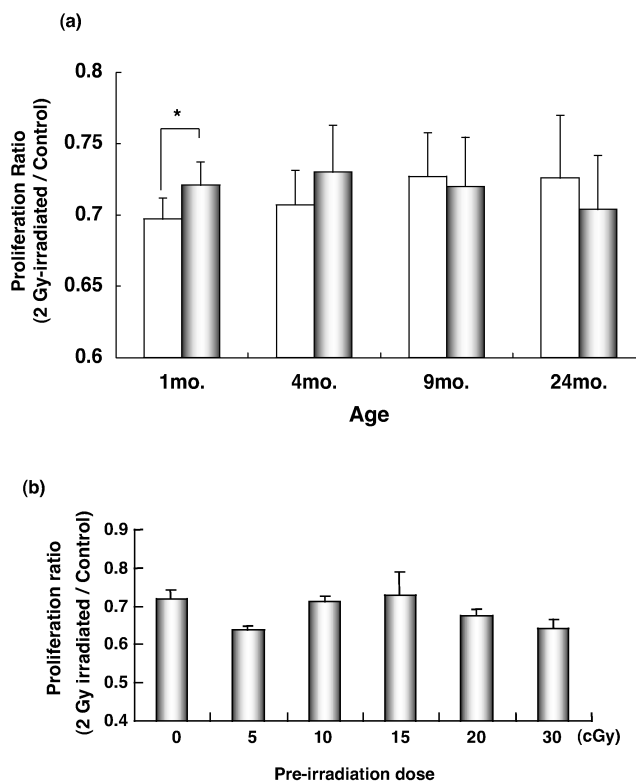 (a)
Proliferation Ratio
(2 Gy-irradiated / Control)
0.8
0.75
0.7
0.65
0.6
*
1mo. 4mo. 9mo. 24mo.
Age
(b)
Proliferation ratio
(2 Gy irradiated / Control)
0.9
0.8
0.7
0.6
0.5
0.4
0 5 10 15 20 30 (cGy)
Pre-irradiation dose